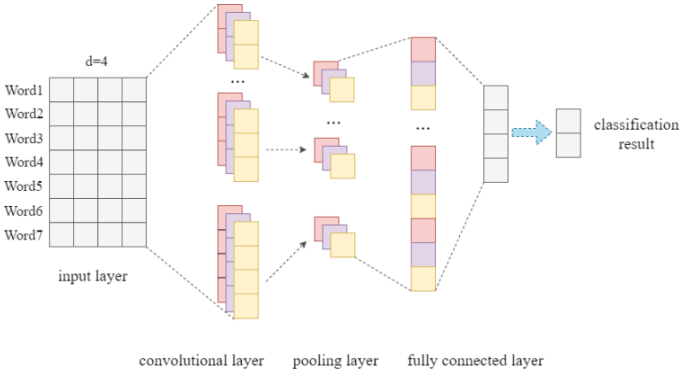 d=4
Word1
Word2
Word3
Word4
Word5
Word6
Word7
input layer
...
...
...
classification
result
convolutional layer
pooling layer
fully connected layer